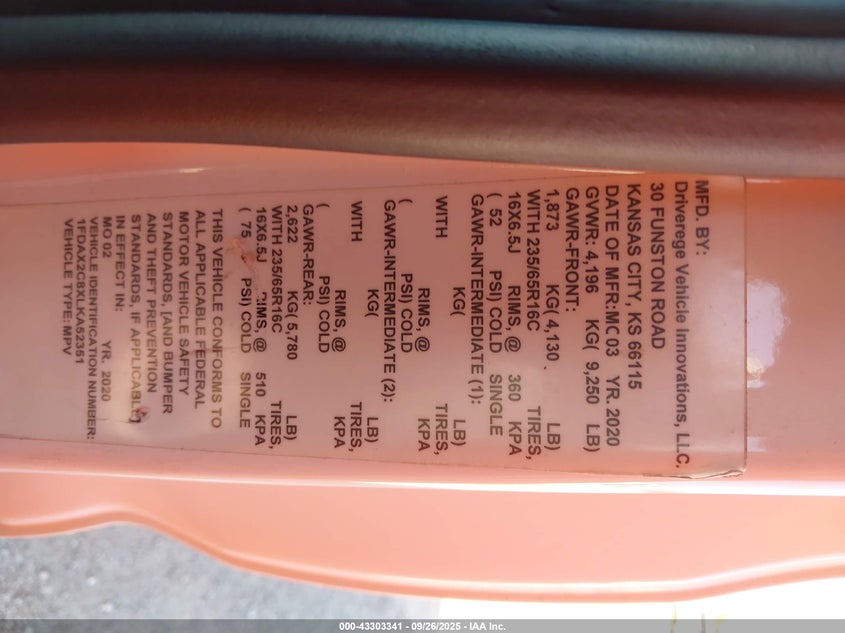 MFD. BY:
Driverege Vehicle Innovations, LLC.
30 FUNSTON ROAD
KANSAS CITY, KS 66115
DATE OF MFR:MC03 YR. 2020
GVWR: 4,196 KG( 9,250 LB)
GAWR-FRONT:
1,873 KG( 4,130 . LB)
WITH 235/65R16C TIRES,
16X6.5J RIMS, @ 360 KPA
( 52 PSI) COLD SINGLE
GAWR-INTERMEDIATE (1):
KG( LB)
WITH TIRES,
RIMS, @ KPA
( PSI) COLD
GAWR-INTERMEDIATE (2):
KG( LB)
WITH TIRES,
RIMS, @ KPA
( PSI) COLD
GAWR-REAR:
2,622 KG( 5,780 LB)
WITH 235/65R16C TIRES,
16X6.5J RIMS, @ 510 KPA
( 75 PSI) COLD SINGLE
THIS VEHICLE CONFORMS TO
ALL APPLICABLE FEDERAL
MOTOR VEHICLE SAFETY
STANDARDS, [AND BUMPER
AND THEFT PREVENTION
STANDARDS, IF APPLICABLE]
IN EFFECT IN:
MO 02 YR. 2020
VEHICLE IDENTIFICATION NUMBER:
1FDAX2C8XLKA52351
VEHICLE TYPE: MPV
000-43303341 - 09/26/2025 - IAA Inc.